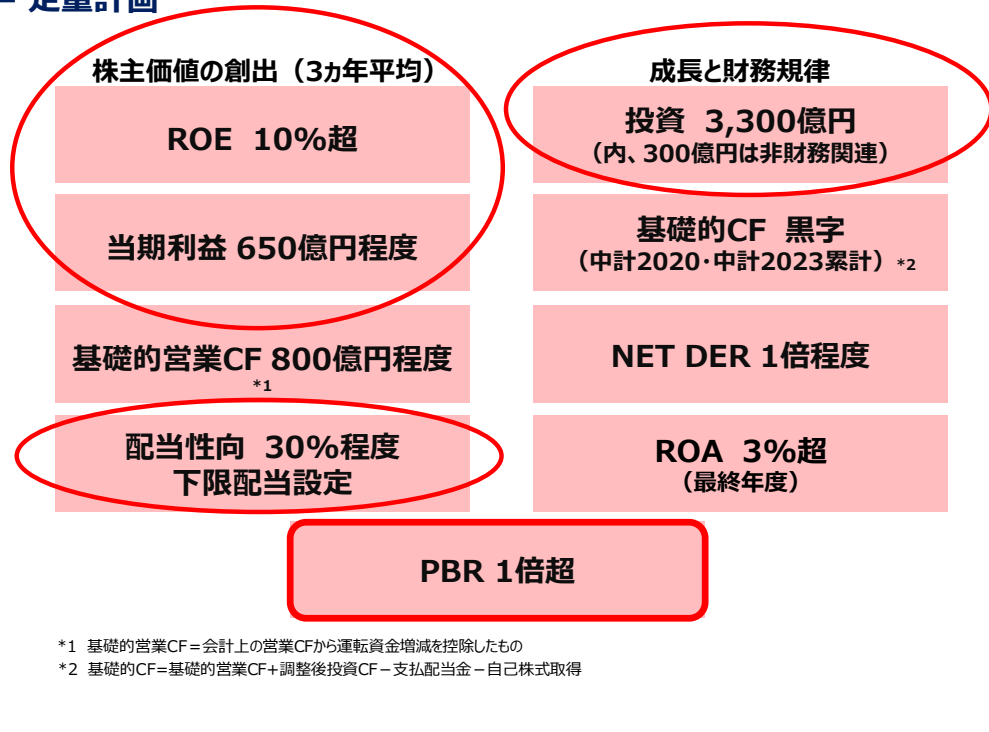 定量計画
株主価値の創出（3ヵ年平均）
ROE 10%超
当期利益 650億円程度
基礎的営業CF 800億円程度
*1
配当性向 30%程度
下限配当設定
成長と財務規律
投資 3,300億円
（内、300億円は非財務関連）
基礎的CF 黒字
（中計2020･中計2023累計）*2
NET DER 1倍程度
ROA 3%超
（最終年度）
PBR 1倍超
*1 基礎的営業CF＝会計上の営業CFから運転資金増減を控除したもの
*2 基礎的CF=基礎的営業CF+調整後投資CF－支払配当金－自己株式取得